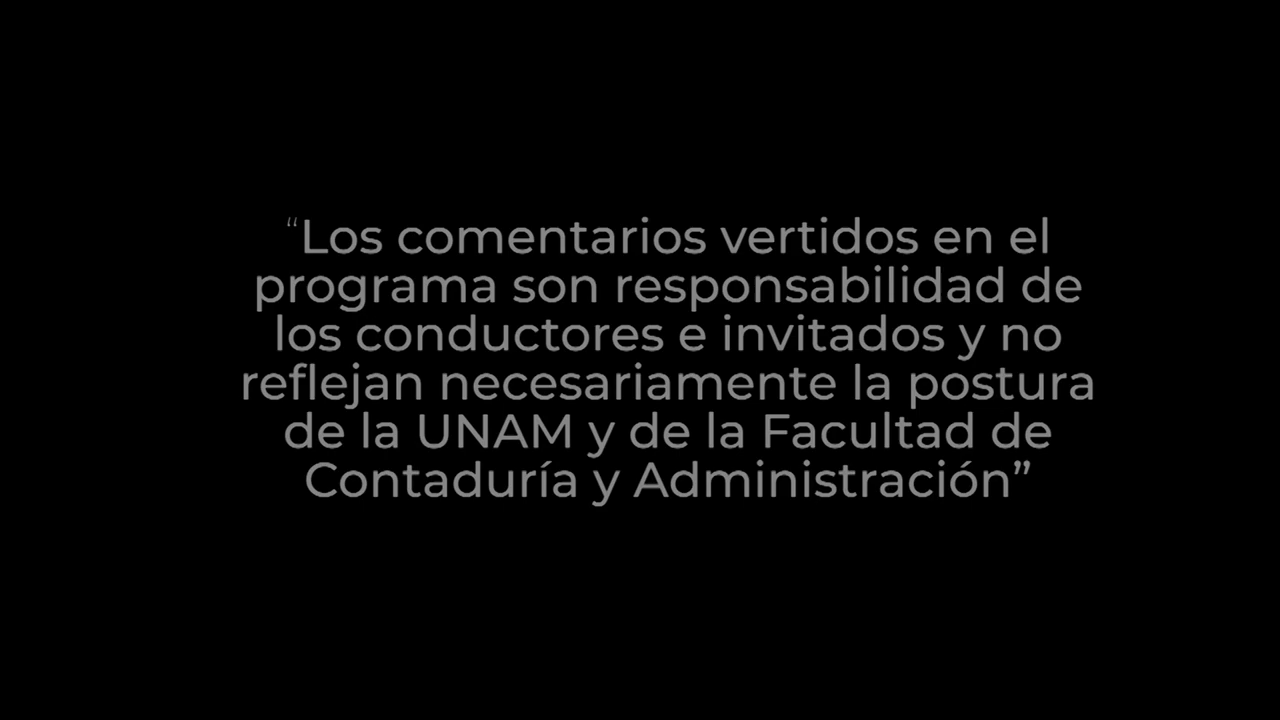 “Los comentarios vertidos en el
programa son responsabilidad de
los conductores e invitados y no
reflejan necesariamente la postura
de la UNAM y de la Facultad de
Contaduría y Administración”